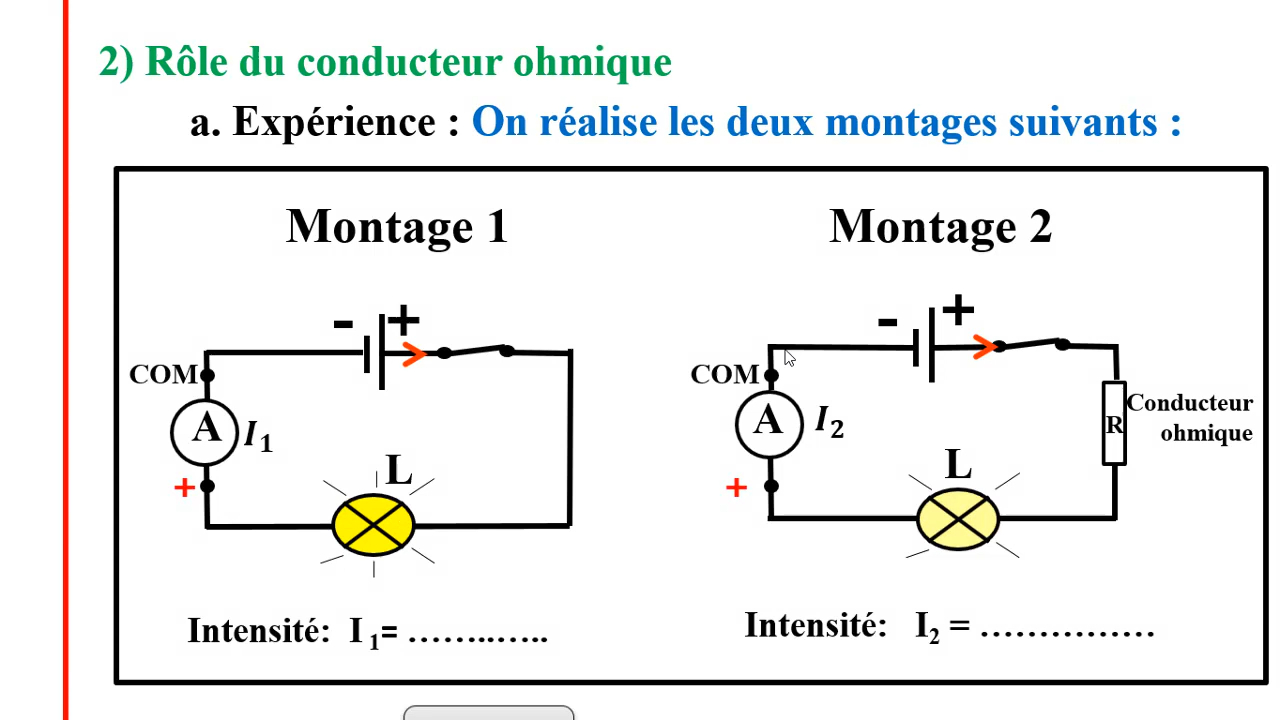 2) Rôle du conducteur ohmique
a. Expérience : On réalise les deux montages suivants :
Montage 1
- +
COM
A I1
+
L
Intensité: I 1= ……..…..
Montage 2
- +
COM
A I2
+
L
R
Conducteur
ohmique
Intensité: I2 = ……………